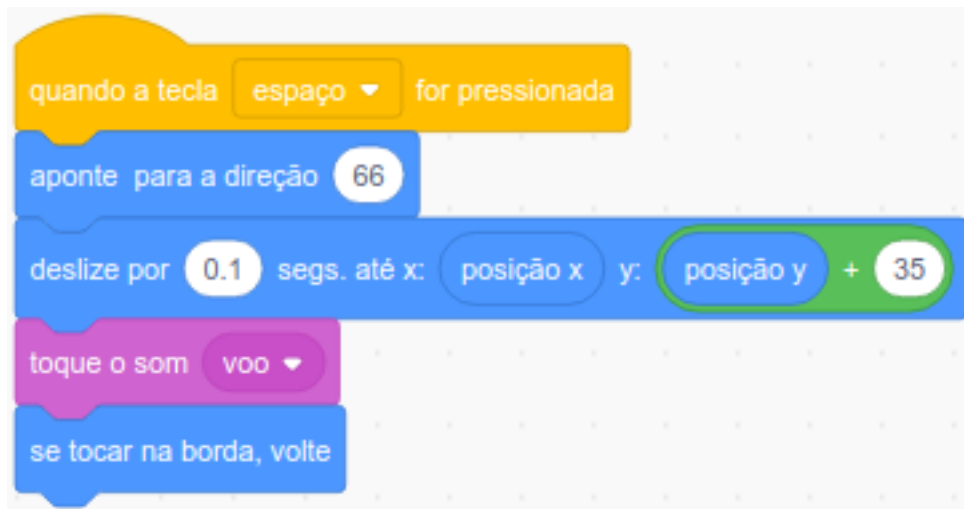 quando a tecla espaço for pressionada
aponte para a direção 66
deslize por 0.1 segs. até x: posição x y: posição y + 35
toque o som voo
se tocar na borda, volte